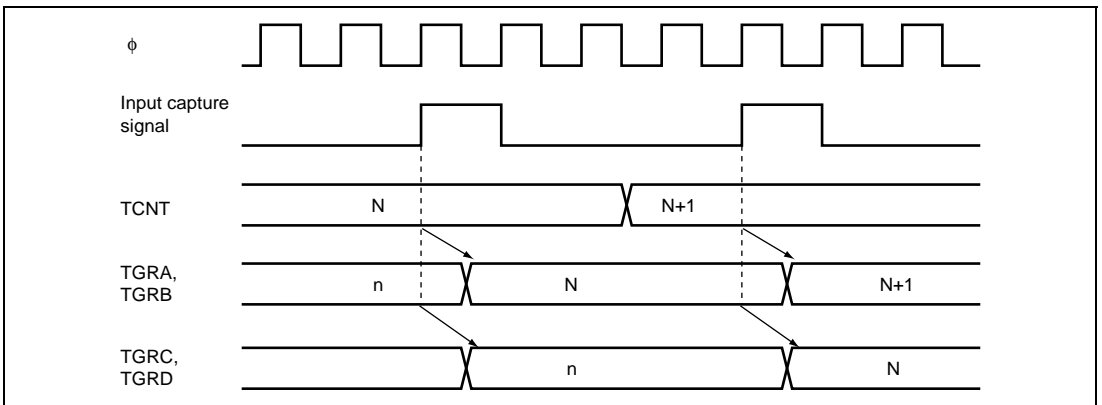 ϕ
Input capture
signal
TCNT
N
N+1
TGRA,
TGRB
n
N
N+1
TGRC,
TGRD
n
N